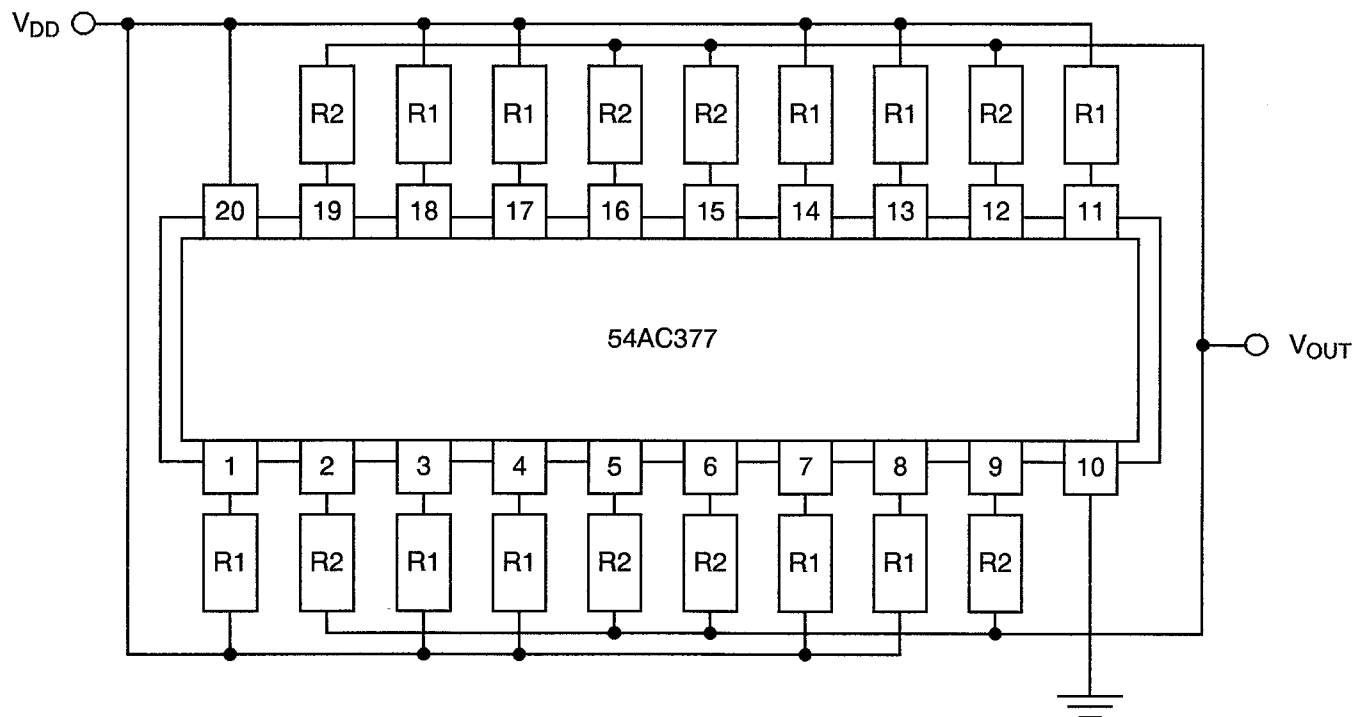 VDD
R2 R1 R1 R2 R2 R1 R1 R2 R1
20 19 18 17 16 15 14 13 12 11
54AC377
VOUT
1 2 3 4 5 6 7 8 9 10
R1 R2 R1 R1 R2 R2 R1 R1 R2